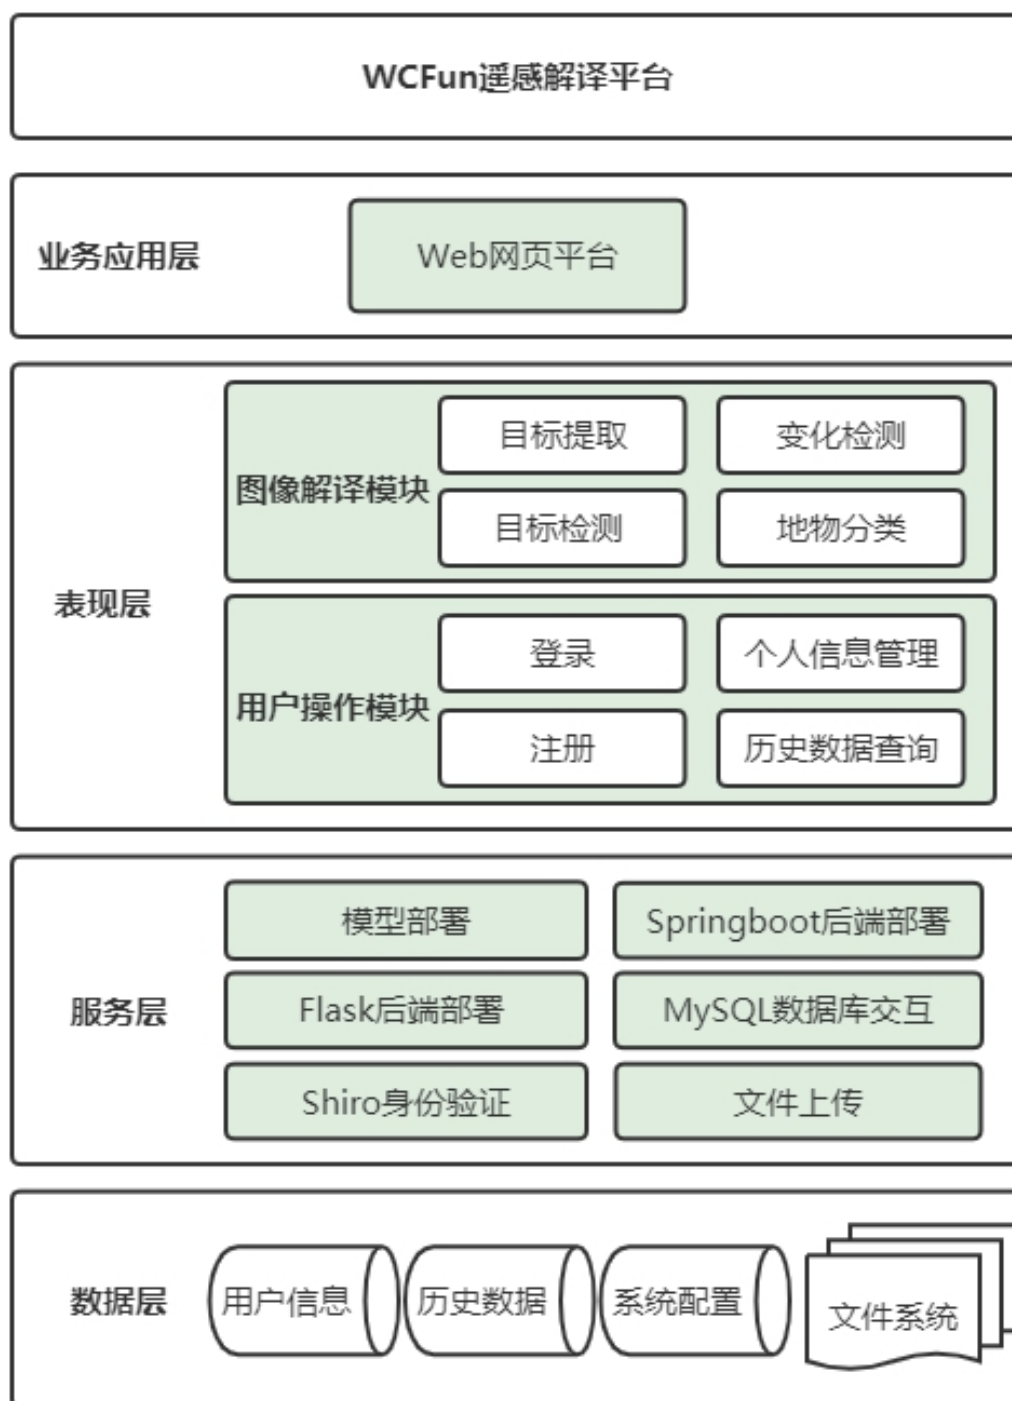 WCFun遥感解译平台
业务应用层
Web网页平台
表现层
图像解译模块
目标提取
变化检测
目标检测
地物分类
用户操作模块
登录
个人信息管理
注册
历史数据查询
服务层
模型部署
Springboot后端部署
Flask后端部署
MySQL数据库交互
Shiro身份验证
文件上传
数据层
用户信息
历史数据
系统配置
文件系统